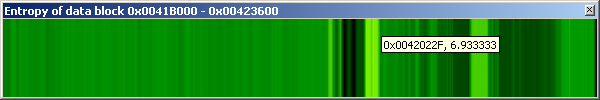 Entropy of data block 0x0041B000 - 0x00423600
0x0042022F, 6.933333